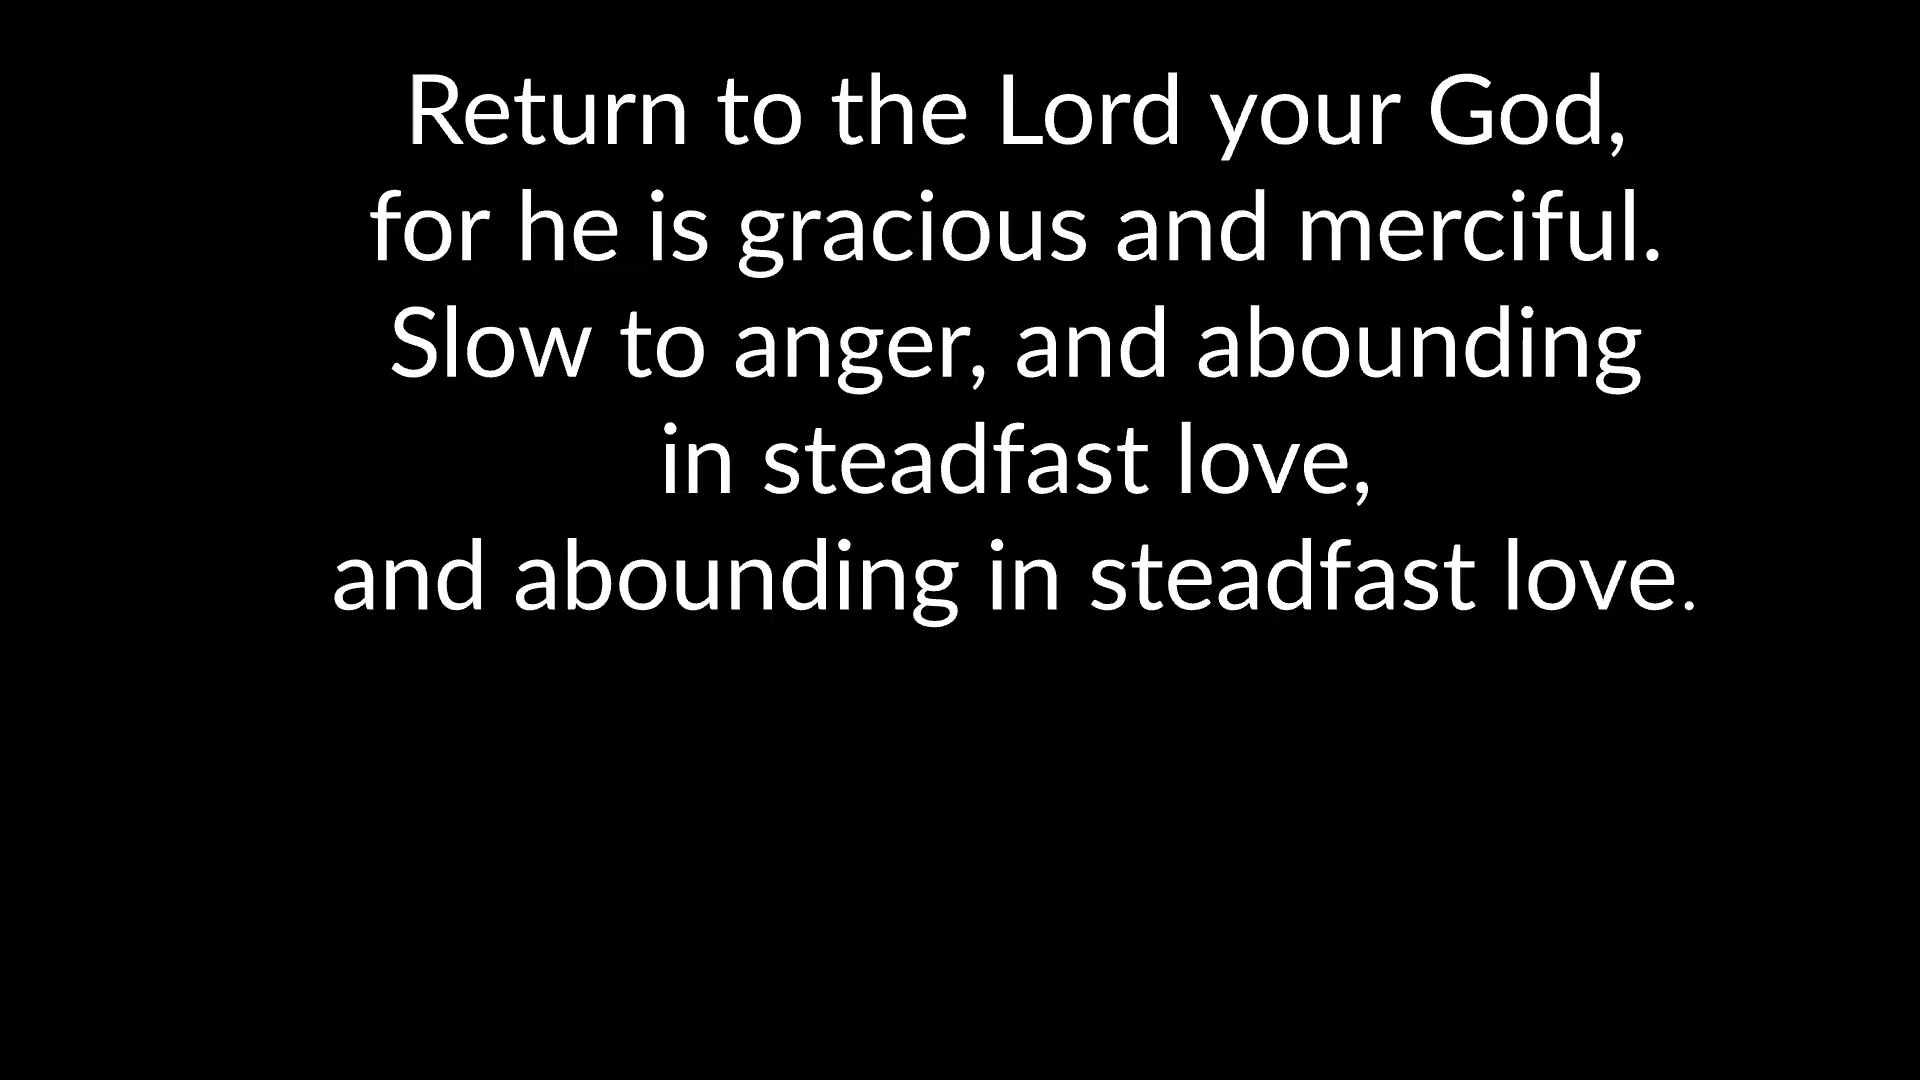 Return to the Lord your God,
for he is gracious and merciful.
Slow to anger, and abounding
in steadfast love,
and abounding in steadfast love.